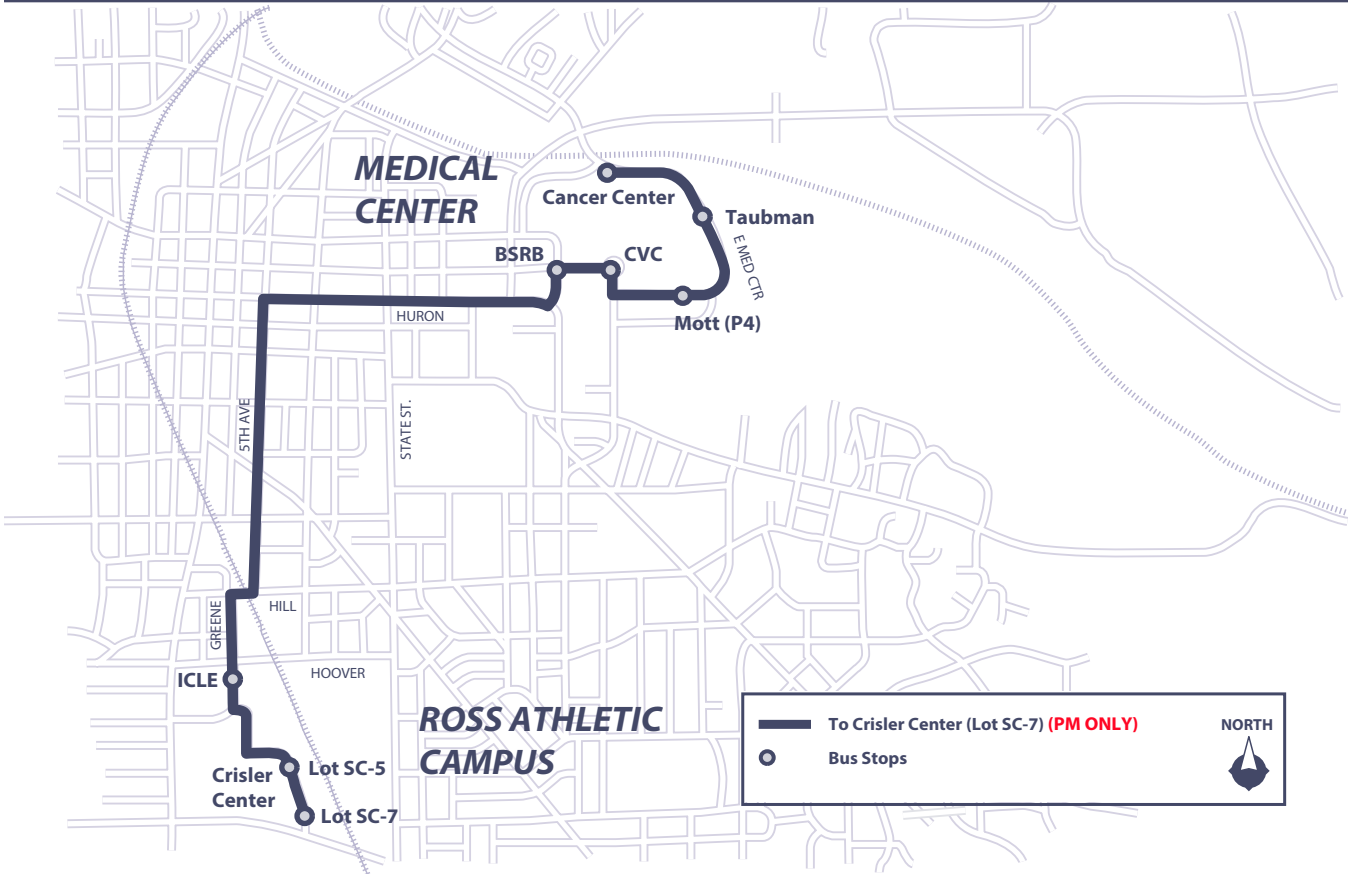 MEDICAL
CENTER
Cancer Center
Taubman
E MED CTR
BSRB
CVC
Mott (P4)
HURON
5TH AVE
STATE ST.
GREENE
HILL
HOOVER
ICLE
ROSS ATHLETIC
CAMPUS
Crisler
Center
Lot SC-5
Lot SC-7
To Crisler Center (Lot SC-7) (PM ONLY)
Bus Stops
NORTH